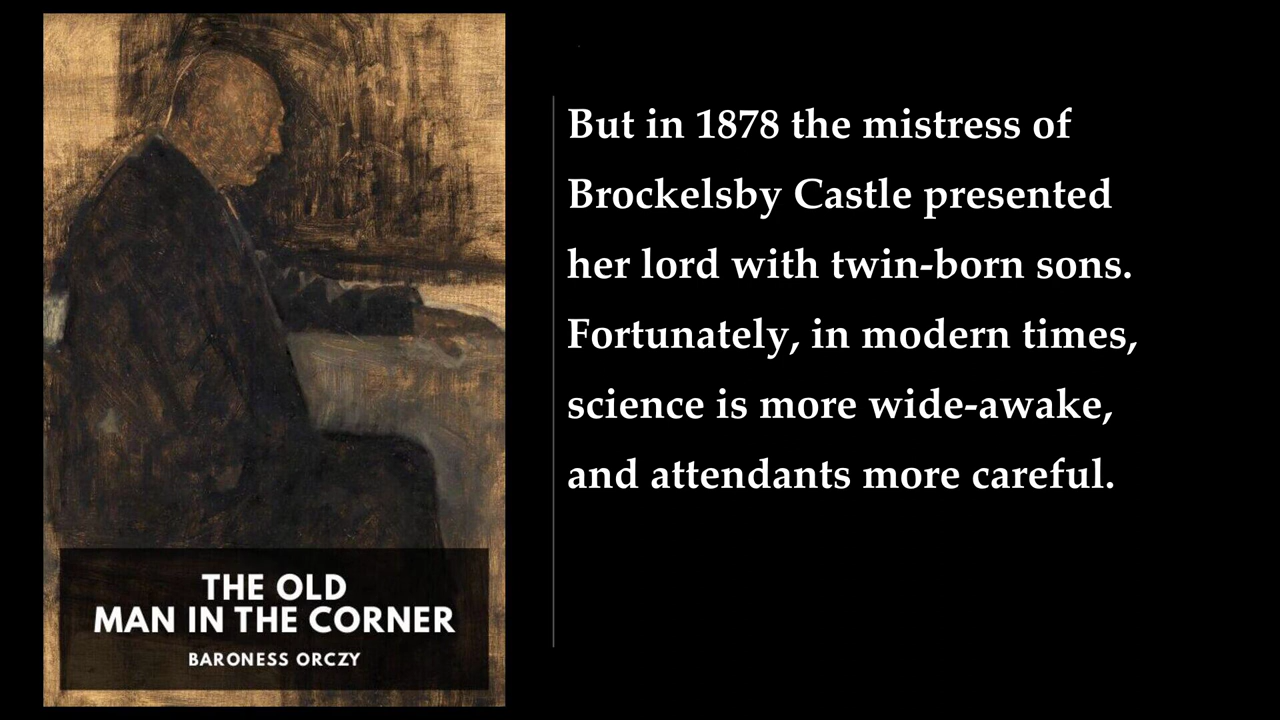 But in 1878 the mistress of
Brockelsby Castle presented
her lord with twin-born sons.
Fortunately, in modern times,
science is more wide-awake,
and attendants more careful.
THE OLD
MAN IN THE CORNER
BARONESS ORCZY